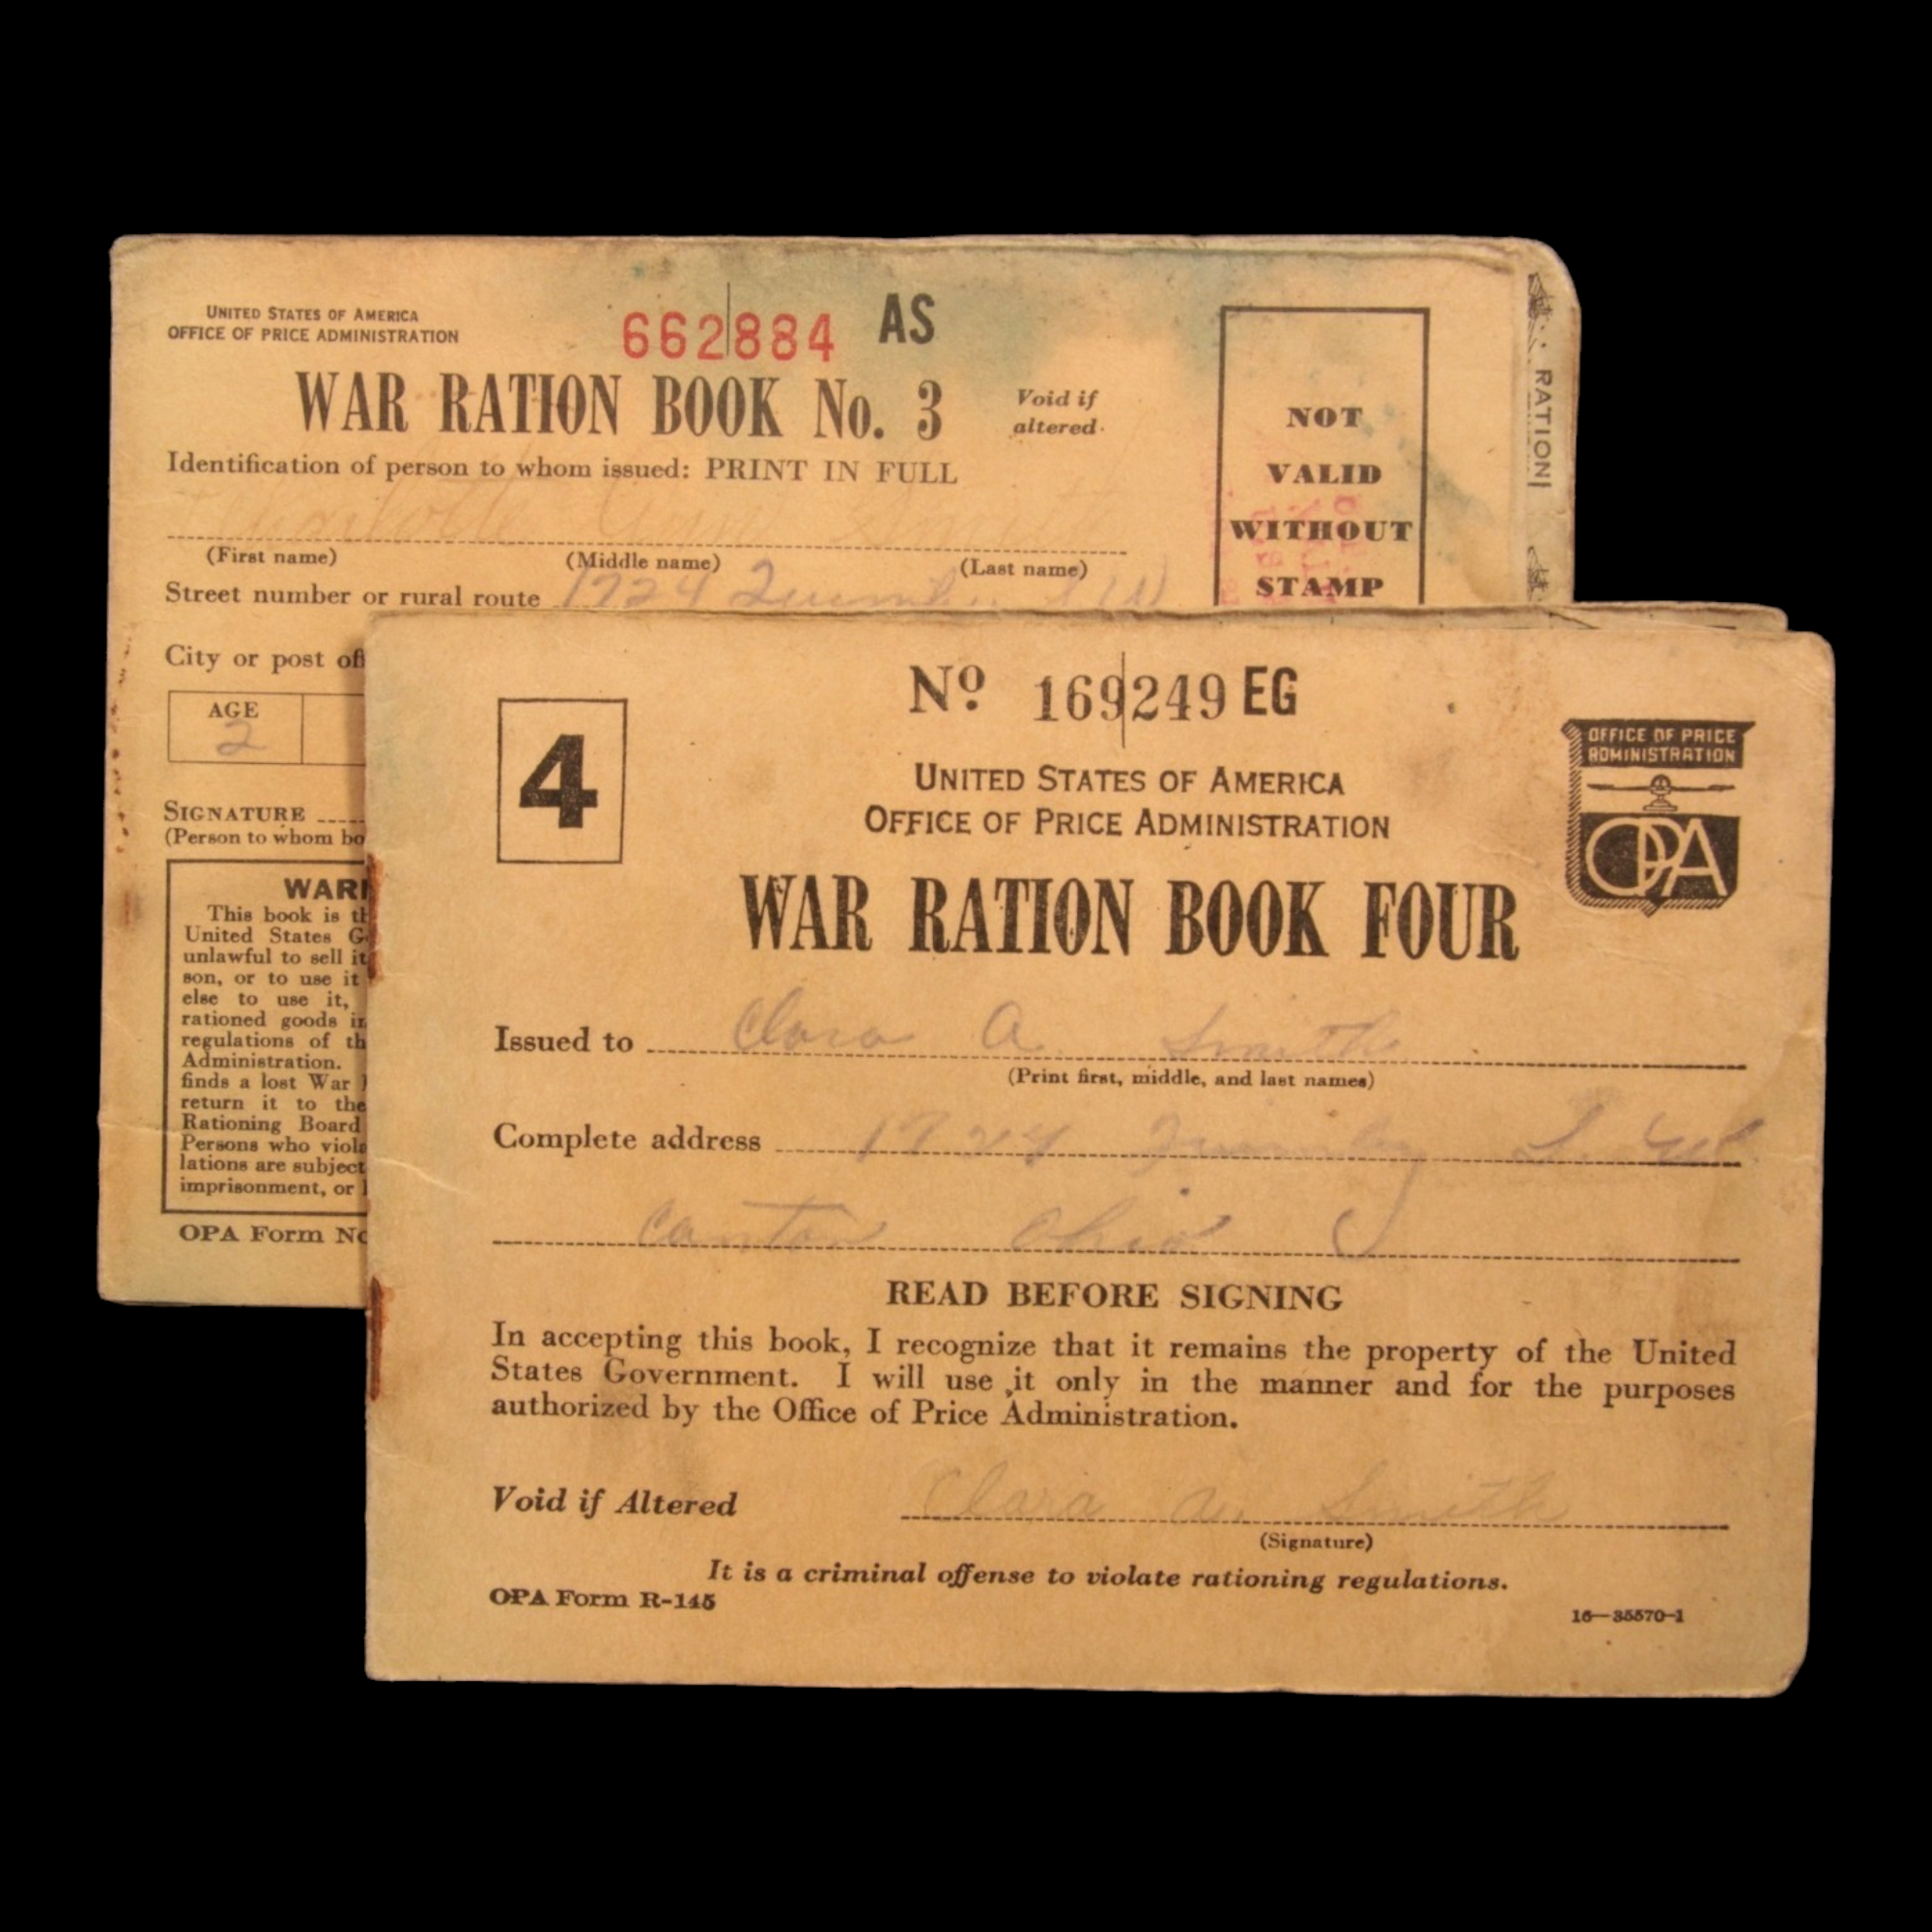 UNITED STATES OF AMERICA
OFFICE OF PRICE ADMINISTRATION
662884 AS
WAR RATION BOOK No. 3
Void if
altered
Identification of person to whom issued: PRINT IN FULL
Charlotte Ann Smith
(First name) (Middle name) (Last name)
Street number or rural route 1724
City or post
AGE
2
SIGNATURE
(Person to whom
NOT
VALID
WITHOUT
STAMP
RATION
This book is
United States
unlawful to sell it
son, or to use it
else to use it,
rationed goods
regulations of
Administration.
finds a lost War
return it to the
Rating Board
Persons who
lations are subject
imprisonment, or
OPA Form
4
No 169249 EG
UNITED STATES OF AMERICA
OFFICE OF PRICE ADMINISTRATION
WAR RATION BOOK FOUR
OFFICE OF PRICE
ADMINISTRATION
OPA
Issued to Clara A. Smith
(Print first, middle, and last names)
Complete address 1724
Canton Ohio
READ BEFORE SIGNING
In accepting this book, I recognize that it remains the property of the United
States Government. I will use it only in the manner and for the purposes
authorized by the Office of Price Administration.
Void if Altered Clara A. Smith
(Signature)
It is a criminal offense to violate rationing regulations.
OPA Form R-145
16—35570-1